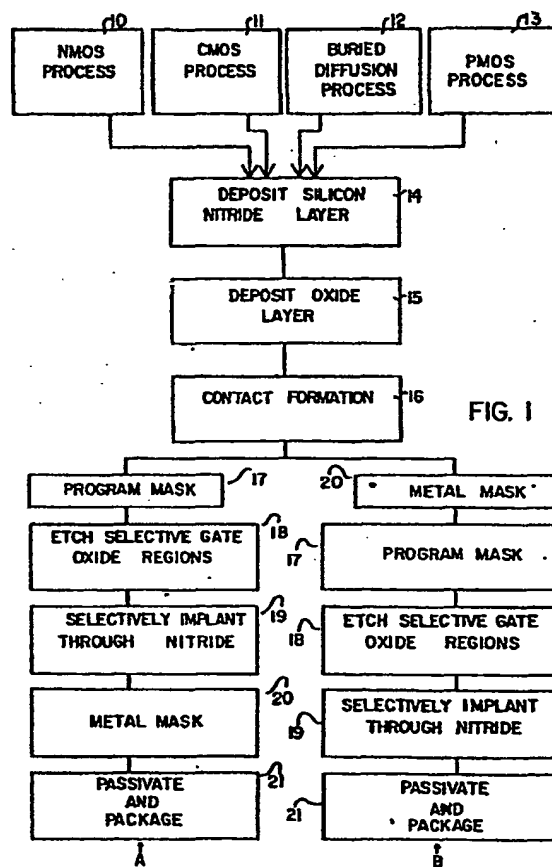 10
NMOS
PROCESS
11
CMOS
PROCESS
12
BURIED
DIFFUSION
PROCESS
13
PMOS
PROCESS
DEPOSIT SILICON
NITRIDE LAYER
14
DEPOSIT OXIDE
LAYER
15
CONTACT FORMATION
16
FIG. 1
PROGRAM MASK
17
ETCH SELECTIVE GATE
OXIDE REGIONS
18
SELECTIVELY IMPLANT
THROUGH NITRIDE
19
METAL MASK
20
PASSIVATE
AND
PACKAGE
21
A
20
METAL MASK
17
PROGRAM MASK
18
ETCH SELECTIVE GATE
OXIDE REGIONS
19
SELECTIVELY IMPLANT
THROUGH NITRIDE
21
PASSIVATE
AND
PACKAGE
B